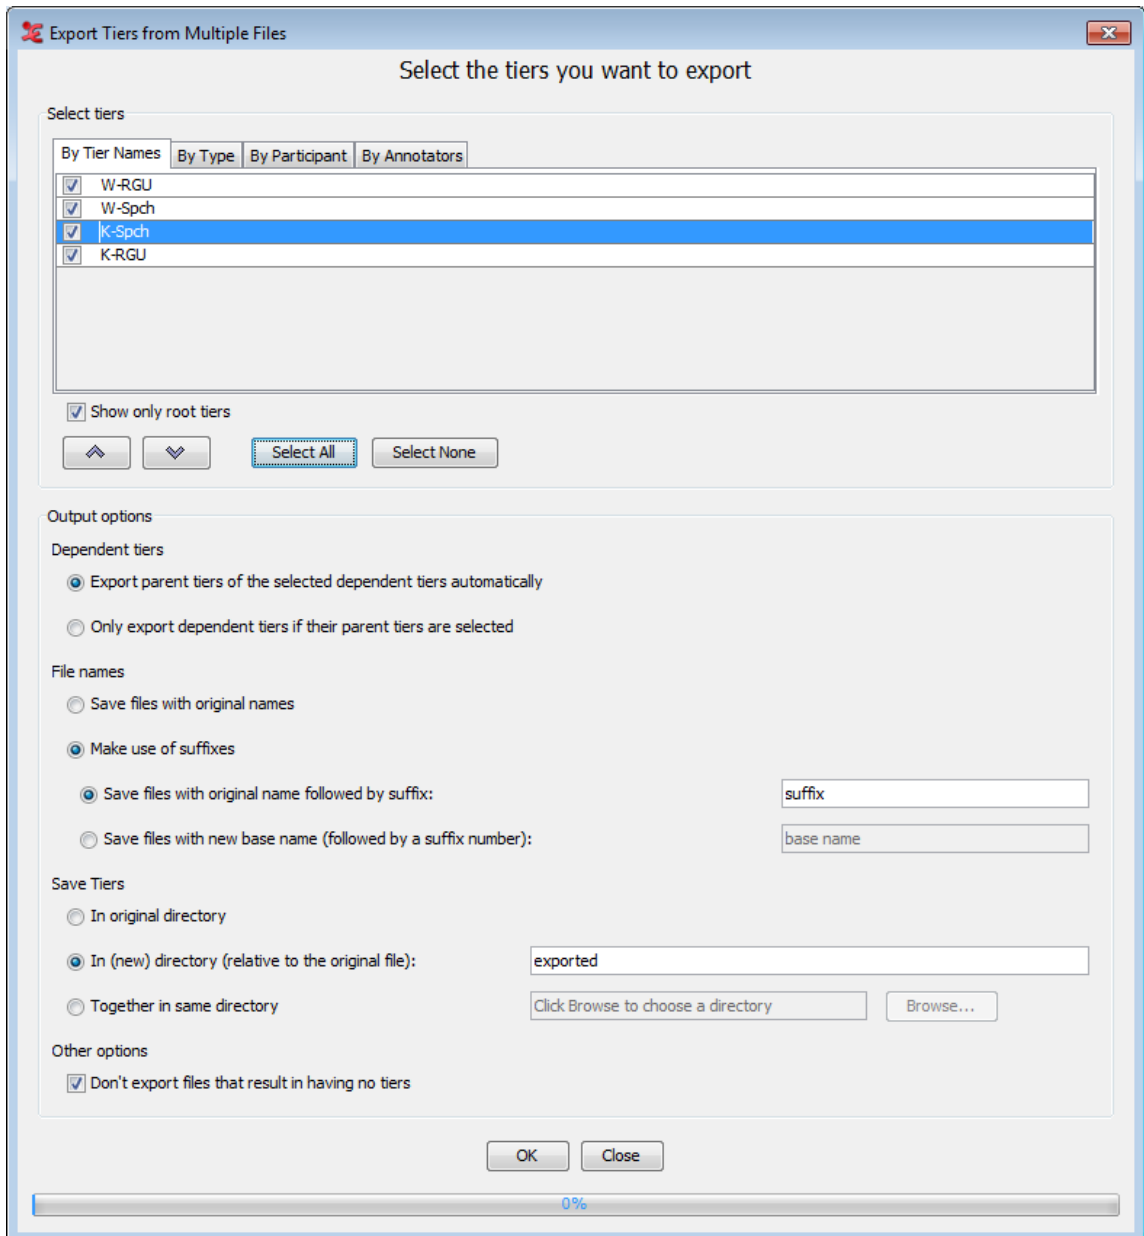 Export Tiers from Multiple Files
Select the tiers you want to export
Select tiers
By Tier Names By Type By Participant By Annotators
W-RGU
W-Spch
K-Spch
K-RGU
Show only root tiers
Select All Select None
Output options
Dependent tiers
Export parent tiers of the selected dependent tiers automatically
Only export dependent tiers if their parent tiers are selected
File names
Save files with original names
Make use of suffixes
Save files with original name followed by suffix: suffix
Save files with new base name (followed by a suffix number): base name
Save Tiers
In original directory
In (new) directory (relative to the original file): exported
Together in same directory Click Browse to choose a directory Browse...
Other options
Don't export files that result in having no tiers
OK Close
0%